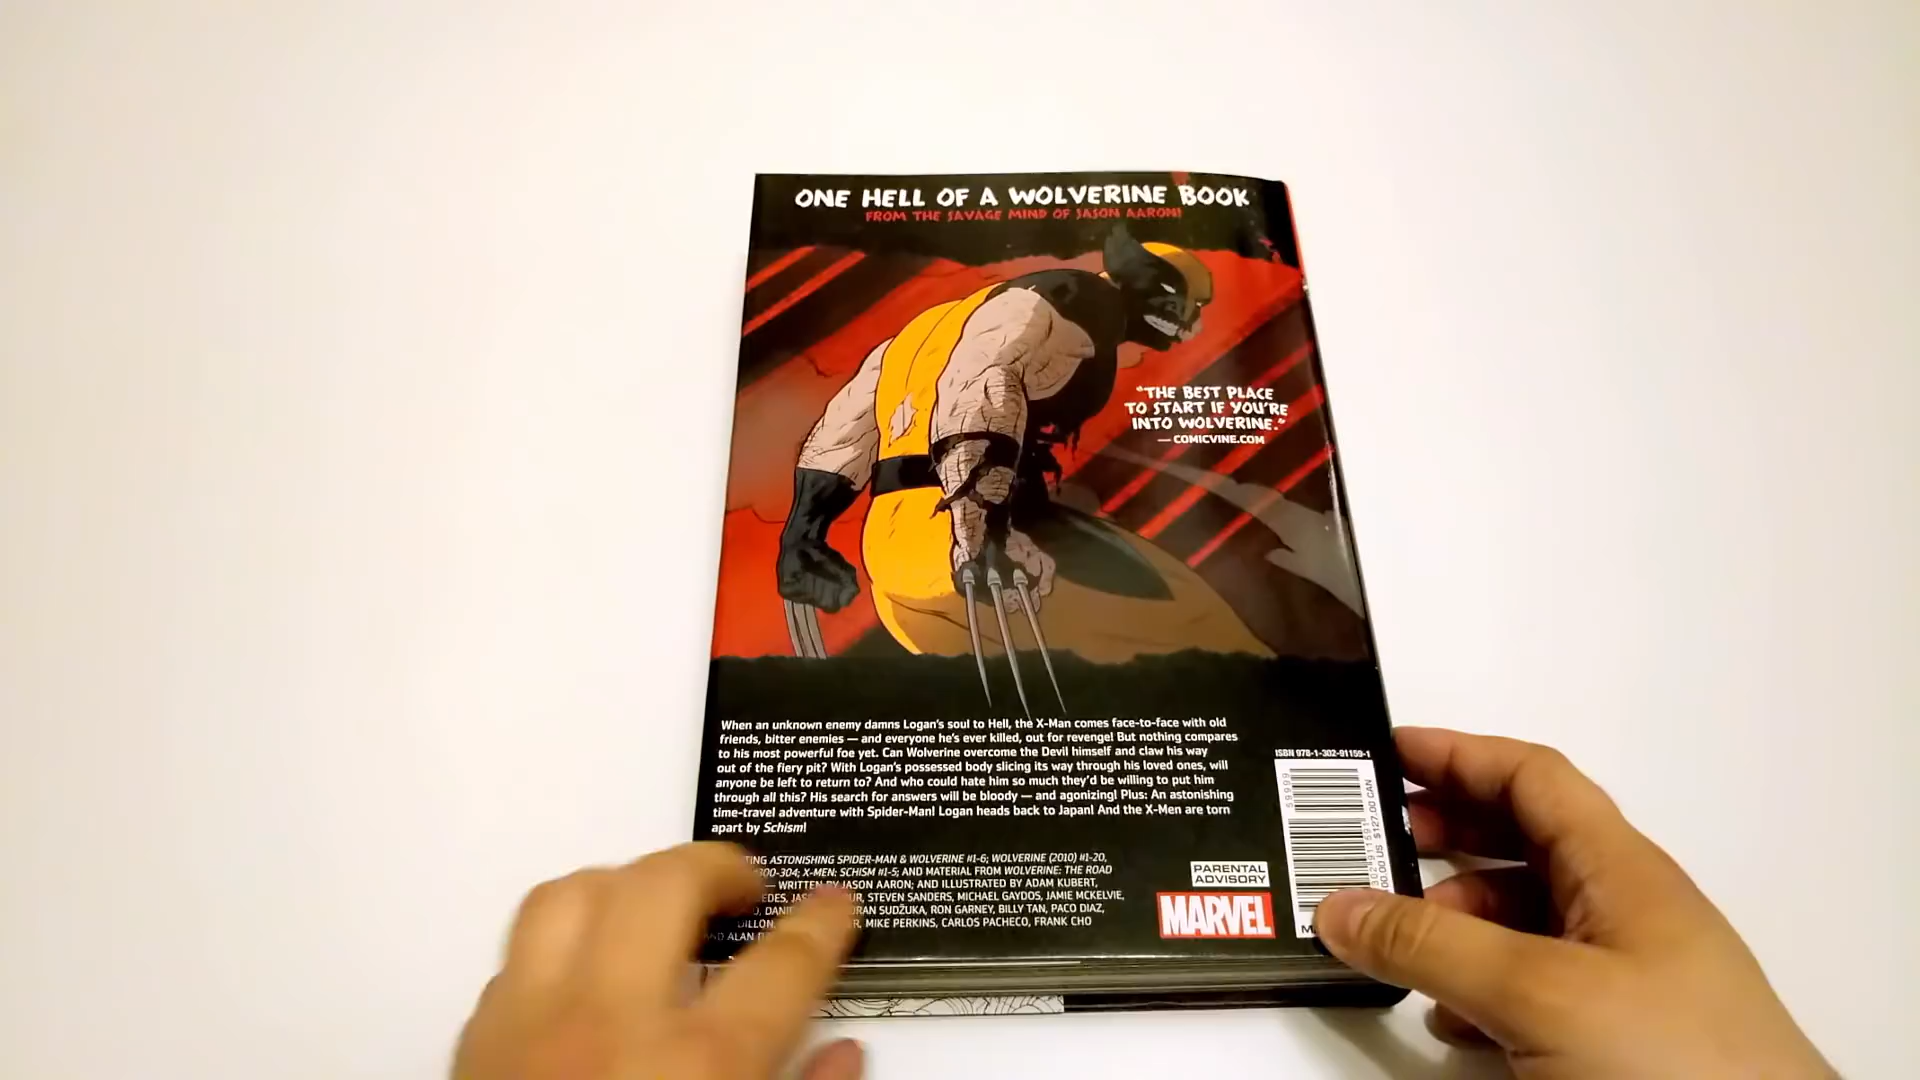 ONE HELL OF A WOLVERINE BOOK
FROM THE SAVAGE MIND OF JASON AARON!
"THE BEST PLACE
TO START IF YOU'RE
INTO WOLVERINE."
— COMICVINE.COM
When an unknown enemy damns Logan's soul to Hell, the X-Man comes face-to-face with old
friends, bitter enemies — and everyone he's ever killed, out for revenge! But nothing compares
to his most powerful foe yet. Can Wolverine overcome the Devil himself and claw his way
out of the fiery pit? With Logan's possessed body slicing its way through his loved ones, will
anyone be left to return to? And who could hate him so much they'd be willing to put him
through all this? His search for answers will be bloody — and agonizing! Plus: An astonishing
time-travel adventure with Spider-Man! Logan heads back to Japan! And the X-Men are torn
apart by Schism!
ASTONISHING SPIDER-MAN & WOLVERINE #1-6; WOLVERINE (2010) #1-20,
300-304; X-MEN: SCHISM #1-5; AND MATERIAL FROM WOLVERINE: THE ROAD
— WRITTEN BY JASON AARON; AND ILLUSTRATED BY ADAM KUBERT,
STEVEN SANDERS, MICHAEL GAYDOS, JAMIE MCKELVIE,
SUDŽUKA, RON GARNEY, BILLY TAN, PACO DIAZ,
DILLON, MIKE PERKINS, CARLOS PACHECO, FRANK CHO
AND ALAN
ISBN 978-1-302-91159-1
59999
$127.00 CAN
PARENTAL
ADVISORY
MARVEL